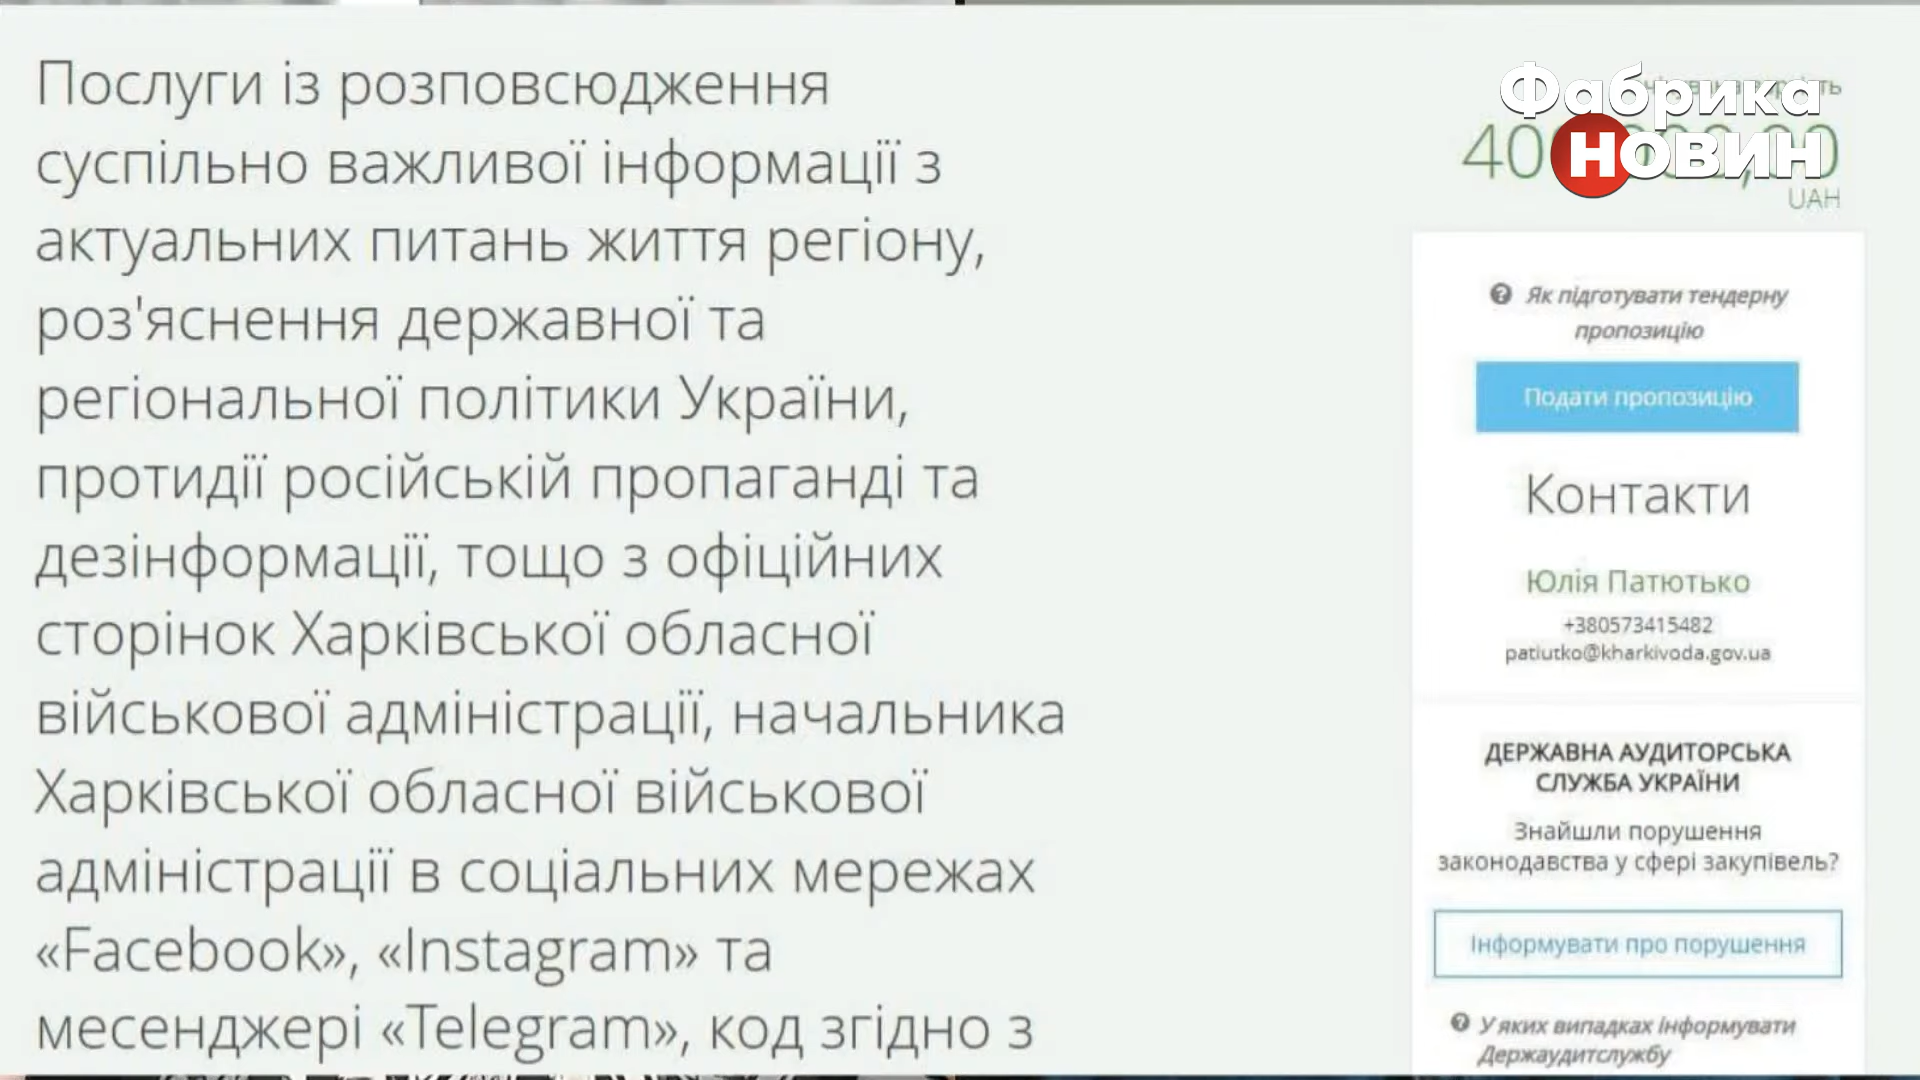 Послуги із розповсюдження
суспільно важливої інформації з
актуальних питань життя регіону,
роз'яснення державної та
регіональної політики України,
протидії російській пропаганді та
дезінформації, тощо з офіційних
сторінок Харківської обласної
військової адміністрації, начальника
Харківської обласної військової
адміністрації в соціальних мережах
«Facebook», «Instagram» та
месенджері «Telegram», код згідно з
Фабрика
новин
UAH
Як підготувати тендерну
пропозицію
Подати пропозицію
Контакти
Юлія Патютько
+380573415482
patiutko@kharkivoda.gov.ua
ДЕРЖАВНА АУДИТОРСЬКА
СЛУЖБА УКРАЇНИ
Знайшли порушення
законодавства у сфері закупівель?
Інформувати про порушення
У яких випадках інформувати
Держаудитслужбу